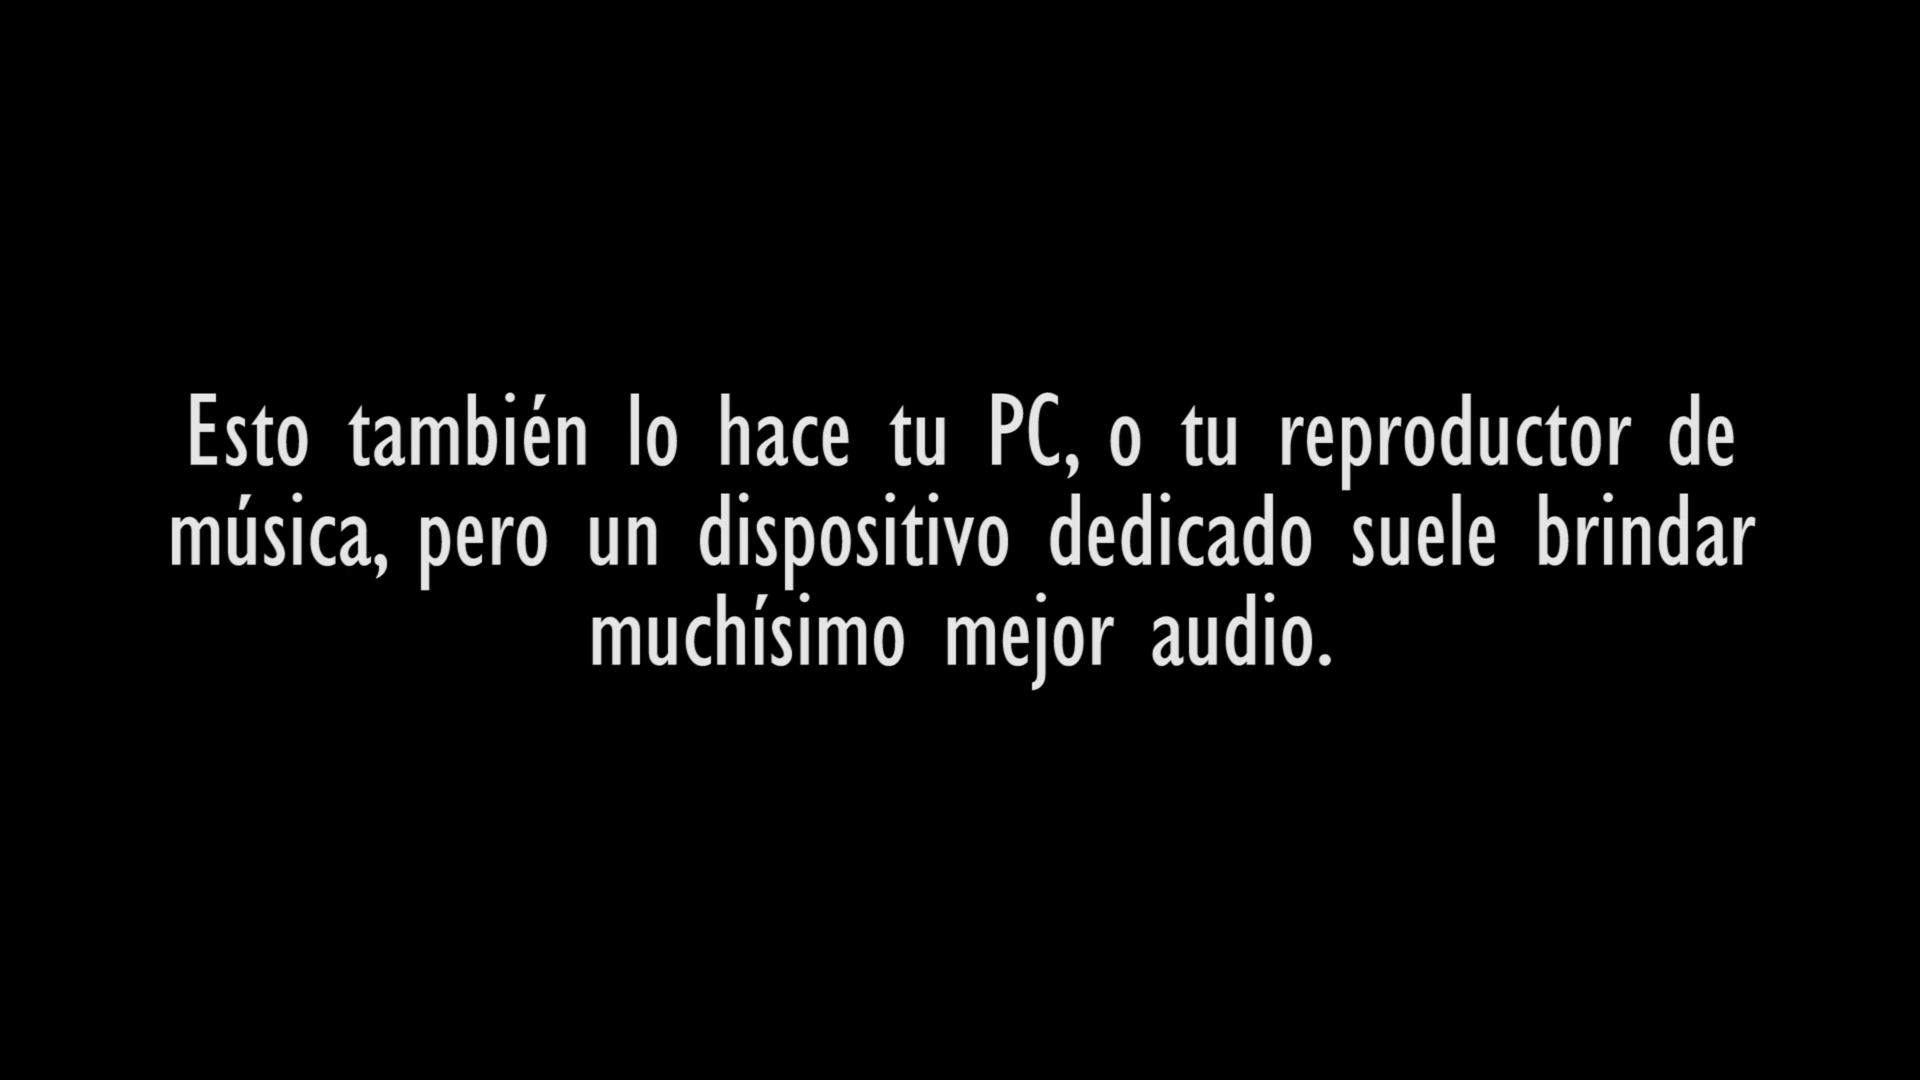 Esto también lo hace tu PC, o tu reproductor de
música, pero un dispositivo dedicado suele brindar
muchísimo mejor audio.